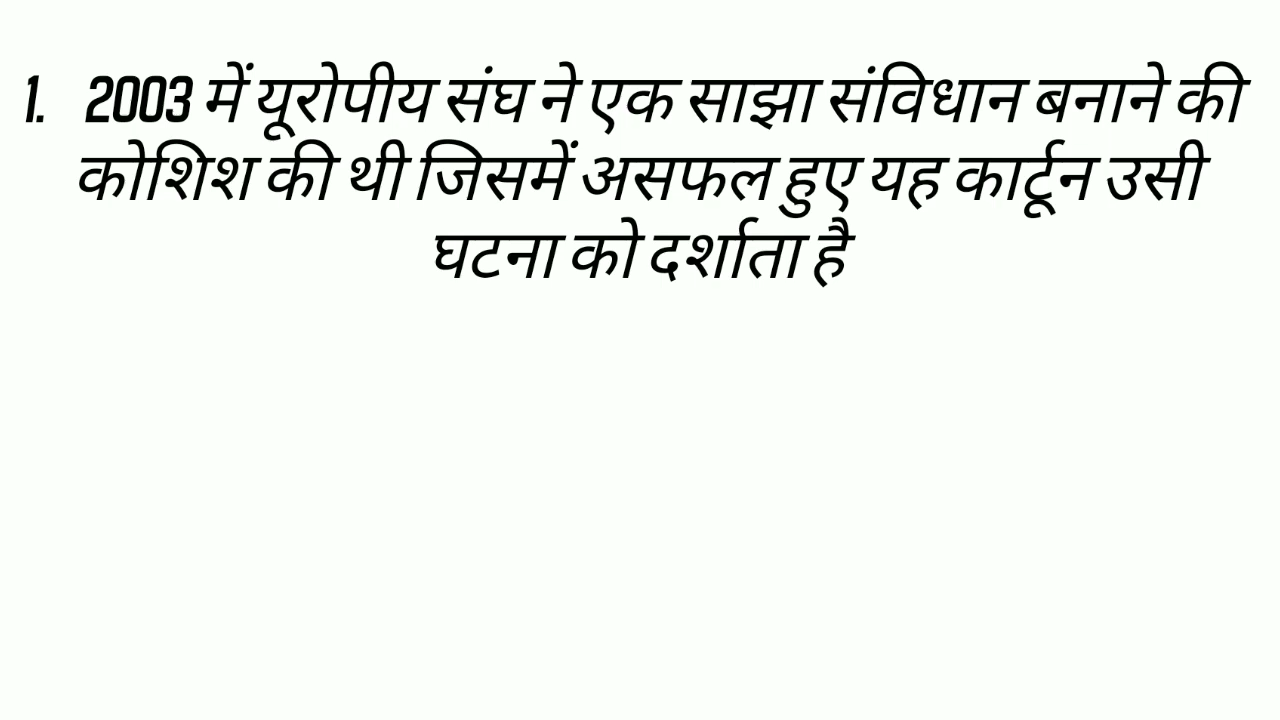 1. 2003 में यूरोपीय संघ ने एक साझा संविधान बनाने की
कोशिश की थी जिसमें असफल हुए यह कार्टून उसी
घटना को दर्शाता है